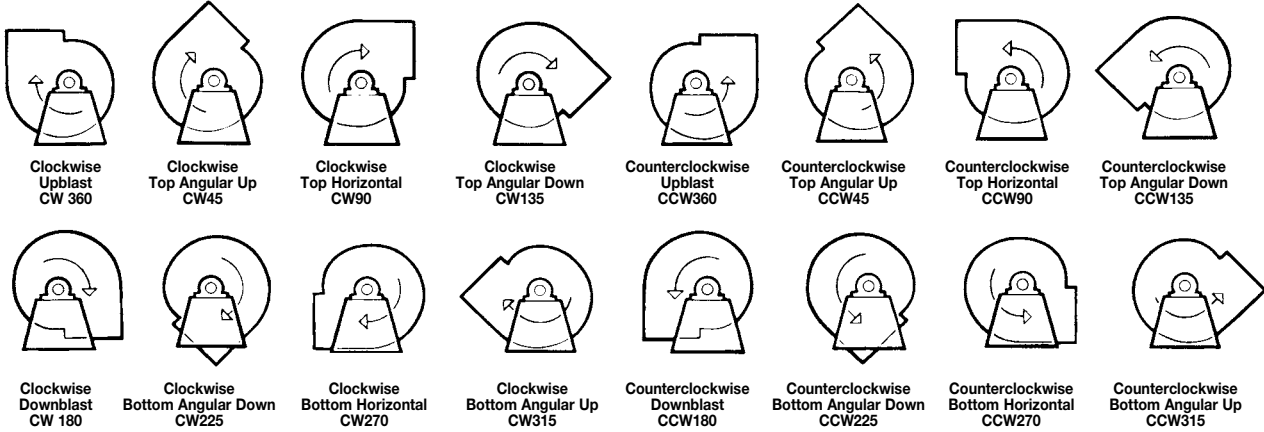 Clockwise
Upblast
CW 360
Clockwise
Top Angular Up
CW45
Clockwise
Top Horizontal
CW90
Clockwise
Top Angular Down
CW135
Counterclockwise
Upblast
CCW360
Counterclockwise
Top Angular Up
CCW45
Counterclockwise
Top Horizontal
CCW90
Counterclockwise
Top Angular Down
CCW135
Clockwise
Downblast
CW 180
Clockwise
Bottom Angular Down
CW225
Clockwise
Bottom Horizontal
CW270
Clockwise
Bottom Angular Up
CW315
Counterclockwise
Downblast
CCW180
Counterclockwise
Bottom Angular Down
CCW225
Counterclockwise
Bottom Horizontal
CCW270
Counterclockwise
Bottom Angular Up
CCW315